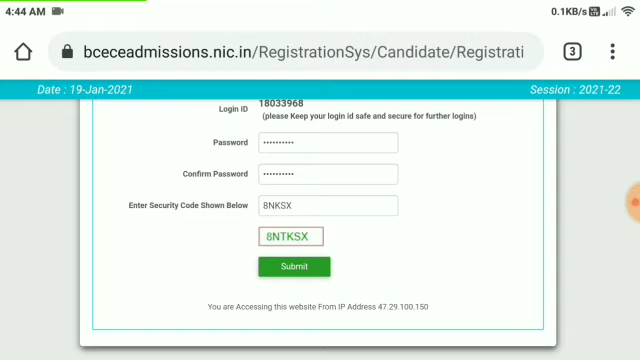 4:44 AM 0.1KB/s
bceceadmissions.nic.in/RegistrationSys/Candidate/Registrati 3
Date : 19-Jan-2021 Session : 2021-22
Login ID 18033968
(please Keep your login id safe and secure for further logins)
Password ••••••••••
Confirm Password ••••••••••
Enter Security Code Shown Below 8NKSX
8NTKSX
Submit
You are Accessing this website From IP Address 47.29.100.150